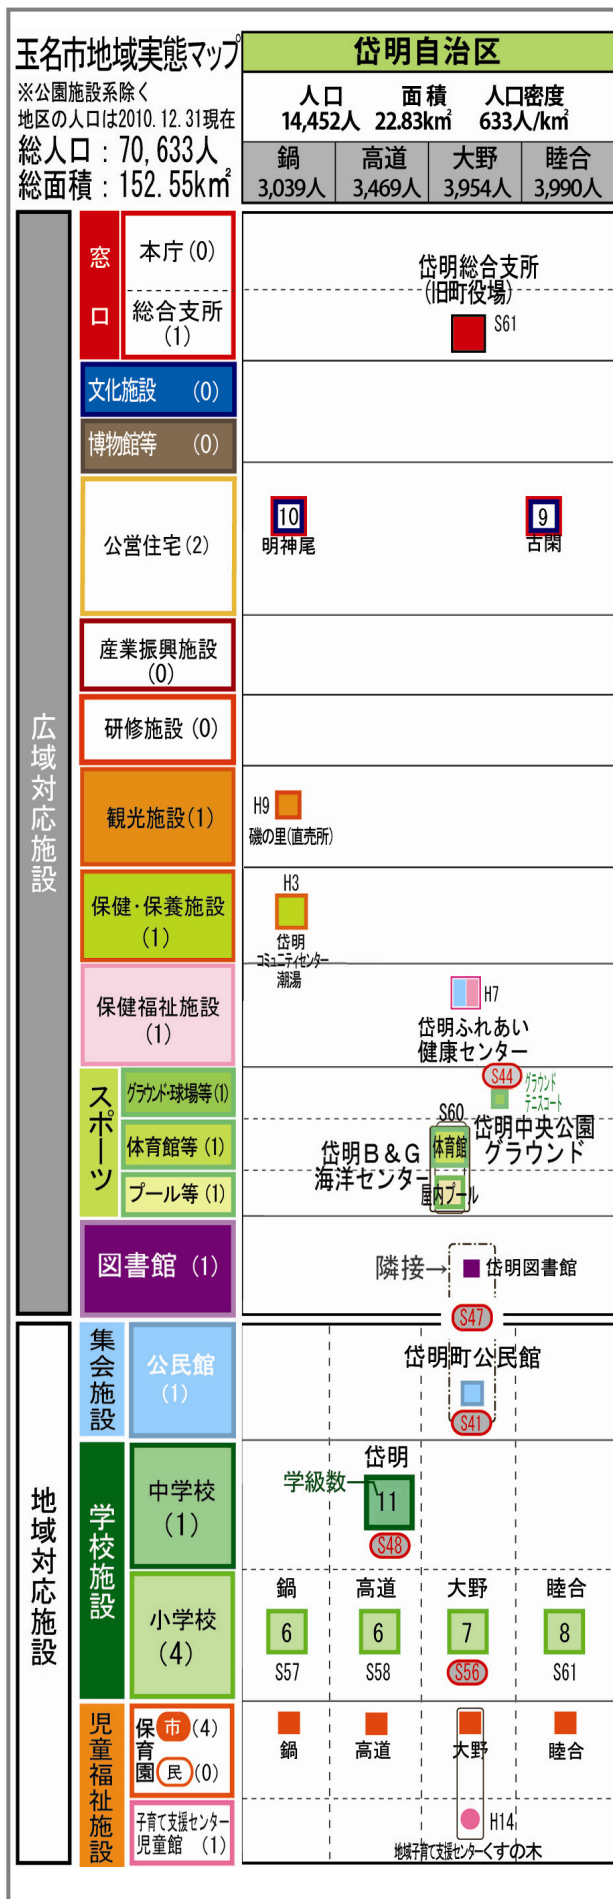 玉名市地域実態マップ
※公園施設系除く
地区の人口は2010.12.31現在
総人口：70,633人
総面積：152.55k㎡
岱明自治区
人口 面積 人口密度
14,452人 22.83k㎡ 633人/k㎡
鍋 高道 大野 睦合
3,039人 3,469人 3,954人 3,990人
広域対応施設
窓口
本庁(0)
総合支所
(1)
岱明総合支所
(旧町役場)
S61
文化施設 (0)
博物館等 (0)
公営住宅(2)
10
明神尾
9
古閑
産業振興施設
(0)
研修施設(0)
観光施設(1)
H9
磯の里(直売所)
保健・保養施設
(1)
H3
岱明
コミュニティセンター
潮湯
保健福祉施設
(1)
H7
岱明ふれあい
健康センター
スポーツ
グラウンド・球場等(1)
S44
グラウンド
テニスコート
岱明中央公園
グラウンド
体育館等(1)
プール等(1)
S60
岱明B＆G
海洋センター
体育館
屋内プール
図書館(1)
隣接→
岱明図書館
S47
地域対応施設
集会施設
公民館
(1)
岱明町公民館
S41
学校施設
中学校
(1)
岱明
学級数
11
S48
小学校
(4)
鍋 高道 大野 睦合
6 6 7 8
S57 S58 S56 S61
児童福祉施設
保育園
市(4)
民(0)
鍋 高道 大野 睦合
子育て支援センター
児童館 (1)
H14
地域子育て支援センターくすの木